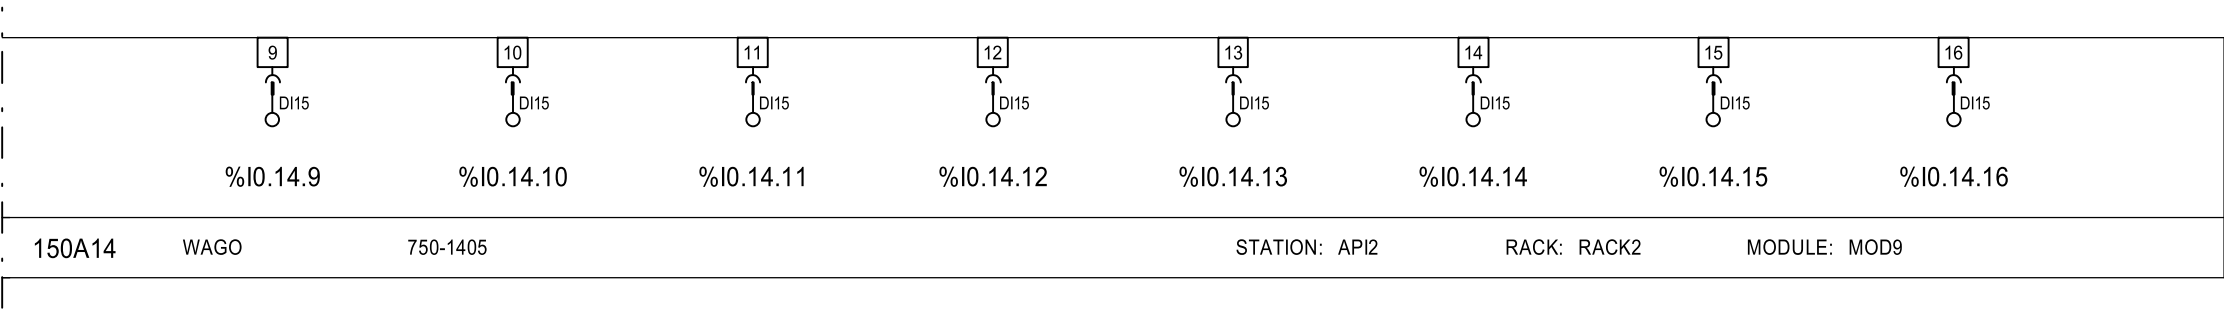 9 10 11 12 13 14 15 16
DI15 DI15 DI15 DI15 DI15 DI15 DI15 DI15
%I0.14.9 %I0.14.10 %I0.14.11 %I0.14.12 %I0.14.13 %I0.14.14 %I0.14.15 %I0.14.16
150A14 WAGO 750-1405 STATION: API2 RACK: RACK2 MODULE: MOD9